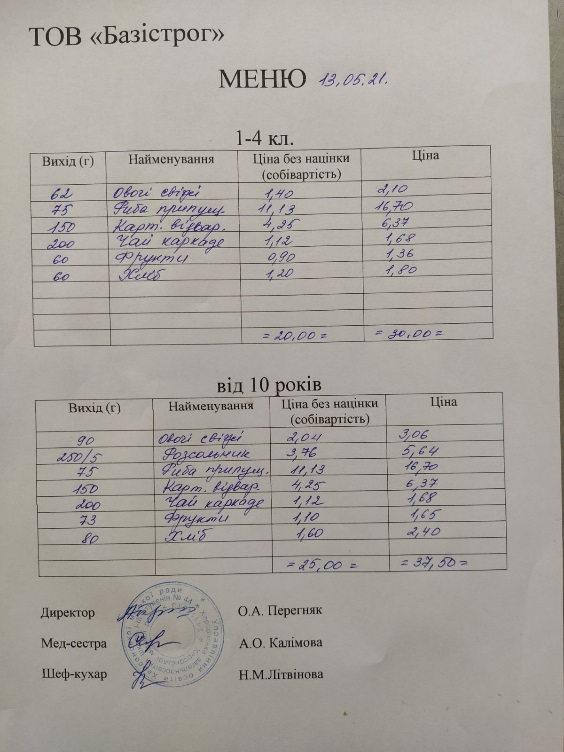 ТОВ «Базістрог»
МЕНЮ 13.05.21.
1-4 кл.
Вихід (г) Найменування Ціна без націнки (собівартість) Ціна
62 Овочі свіжі 1,40 2,10
75 Риба припущ. 11,13 16,70
150 Карт. відвар. 4,25 6,37
200 Чай каркаде 1,12 1,68
60 Фрукти 0,90 1,36
60 Хліб 1,20 1,80
=20,00= =30,00=
від 10 років
Вихід (г) Найменування Ціна без націнки (собівартість) Ціна
90 Овочі свіжі 2,04 3,06
250/5 Розсольник 3,76 5,64
75 Риба припущ. 11,13 16,70
150 Карт. відвар. 4,25 6,37
200 Чай каркаде 1,12 1,68
73 Фрукти 1,10 1,65
80 Хліб 1,60 2,40
=25,00= =37,50=
Директор О.А. Перегняк
Мед-сестра А.О. Калімова
Шеф-кухар Н.М.Літвінова